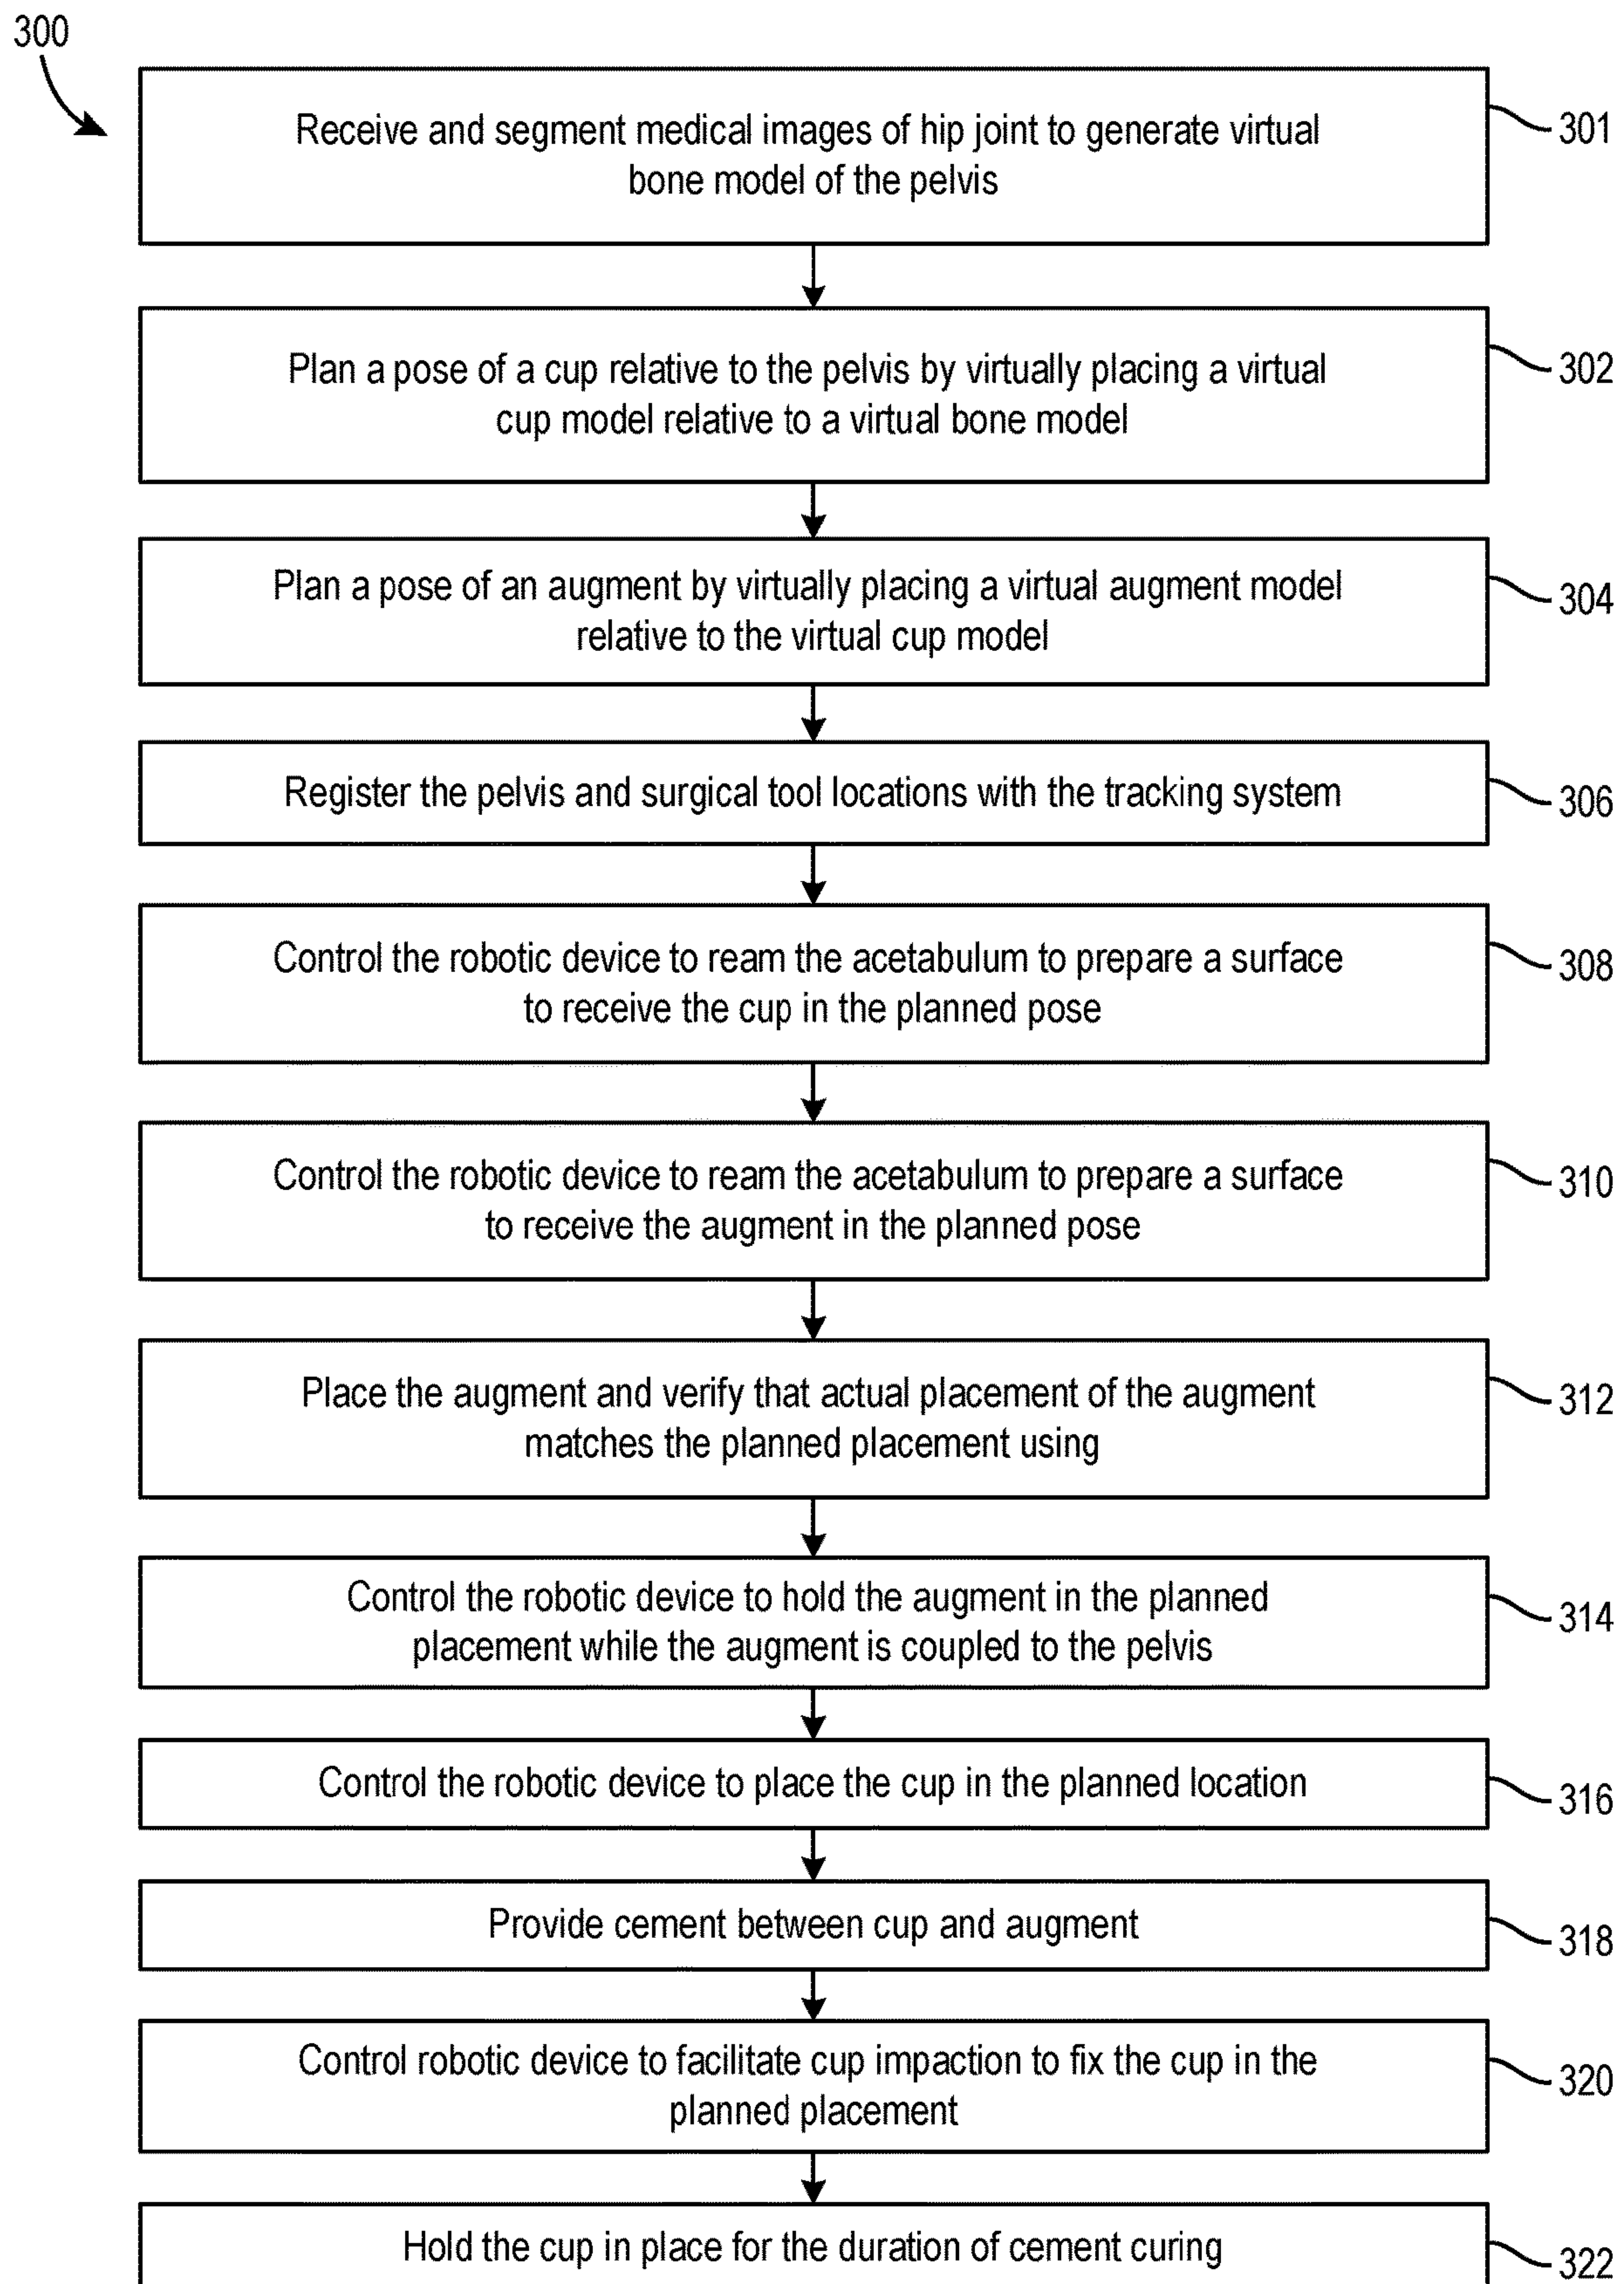 300
Receive and segment medical images of hip joint to generate virtual
bone model of the pelvis
301
Plan a pose of a cup relative to the pelvis by virtually placing a virtual
cup model relative to a virtual bone model
302
Plan a pose of an augment by virtually placing a virtual augment model
relative to the virtual cup model
304
Register the pelvis and surgical tool locations with the tracking system
306
Control the robotic device to ream the acetabulum to prepare a surface
to receive the cup in the planned pose
308
Control the robotic device to ream the acetabulum to prepare a surface
to receive the augment in the planned pose
310
Place the augment and verify that actual placement of the augment
matches the planned placement using
312
Control the robotic device to hold the augment in the planned
placement while the augment is coupled to the pelvis
314
Control the robotic device to place the cup in the planned location
316
Provide cement between cup and augment
318
Control robotic device to facilitate cup impaction to fix the cup in the
planned placement
320
Hold the cup in place for the duration of cement curing
322